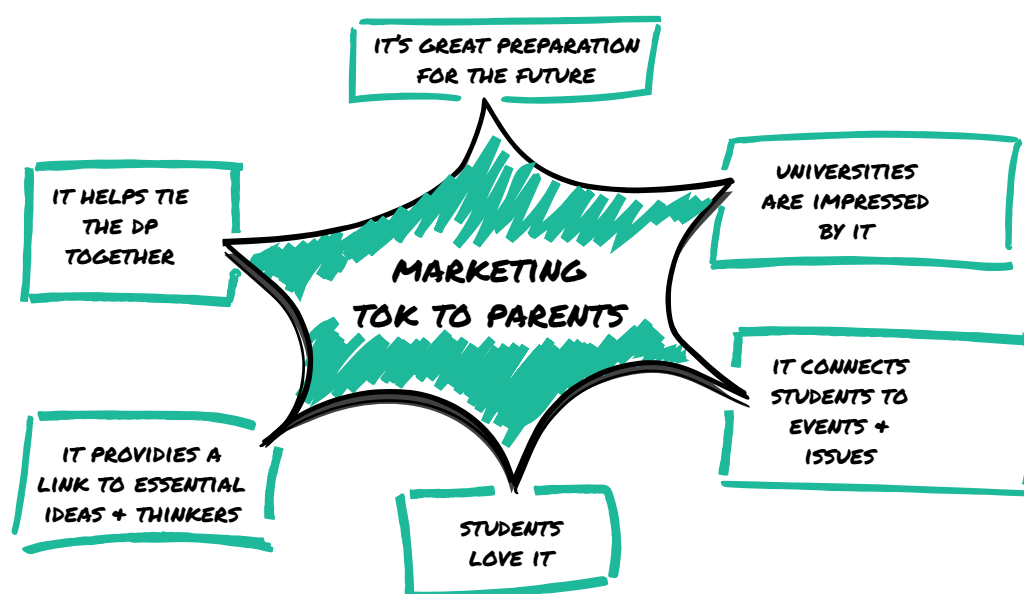 IT'S GREAT PREPARATION
FOR THE FUTURE
UNIVERSITIES
ARE IMPRESSED
BY IT
IT HELPS TIE
THE DP
TOGETHER
MARKETING
TOK TO PARENTS
IT CONNECTS
STUDENTS TO
EVENTS &
ISSUES
IT PROVIDIES A
LINK TO ESSENTIAL
IDEAS & THINKERS
STUDENTS
LOVE IT